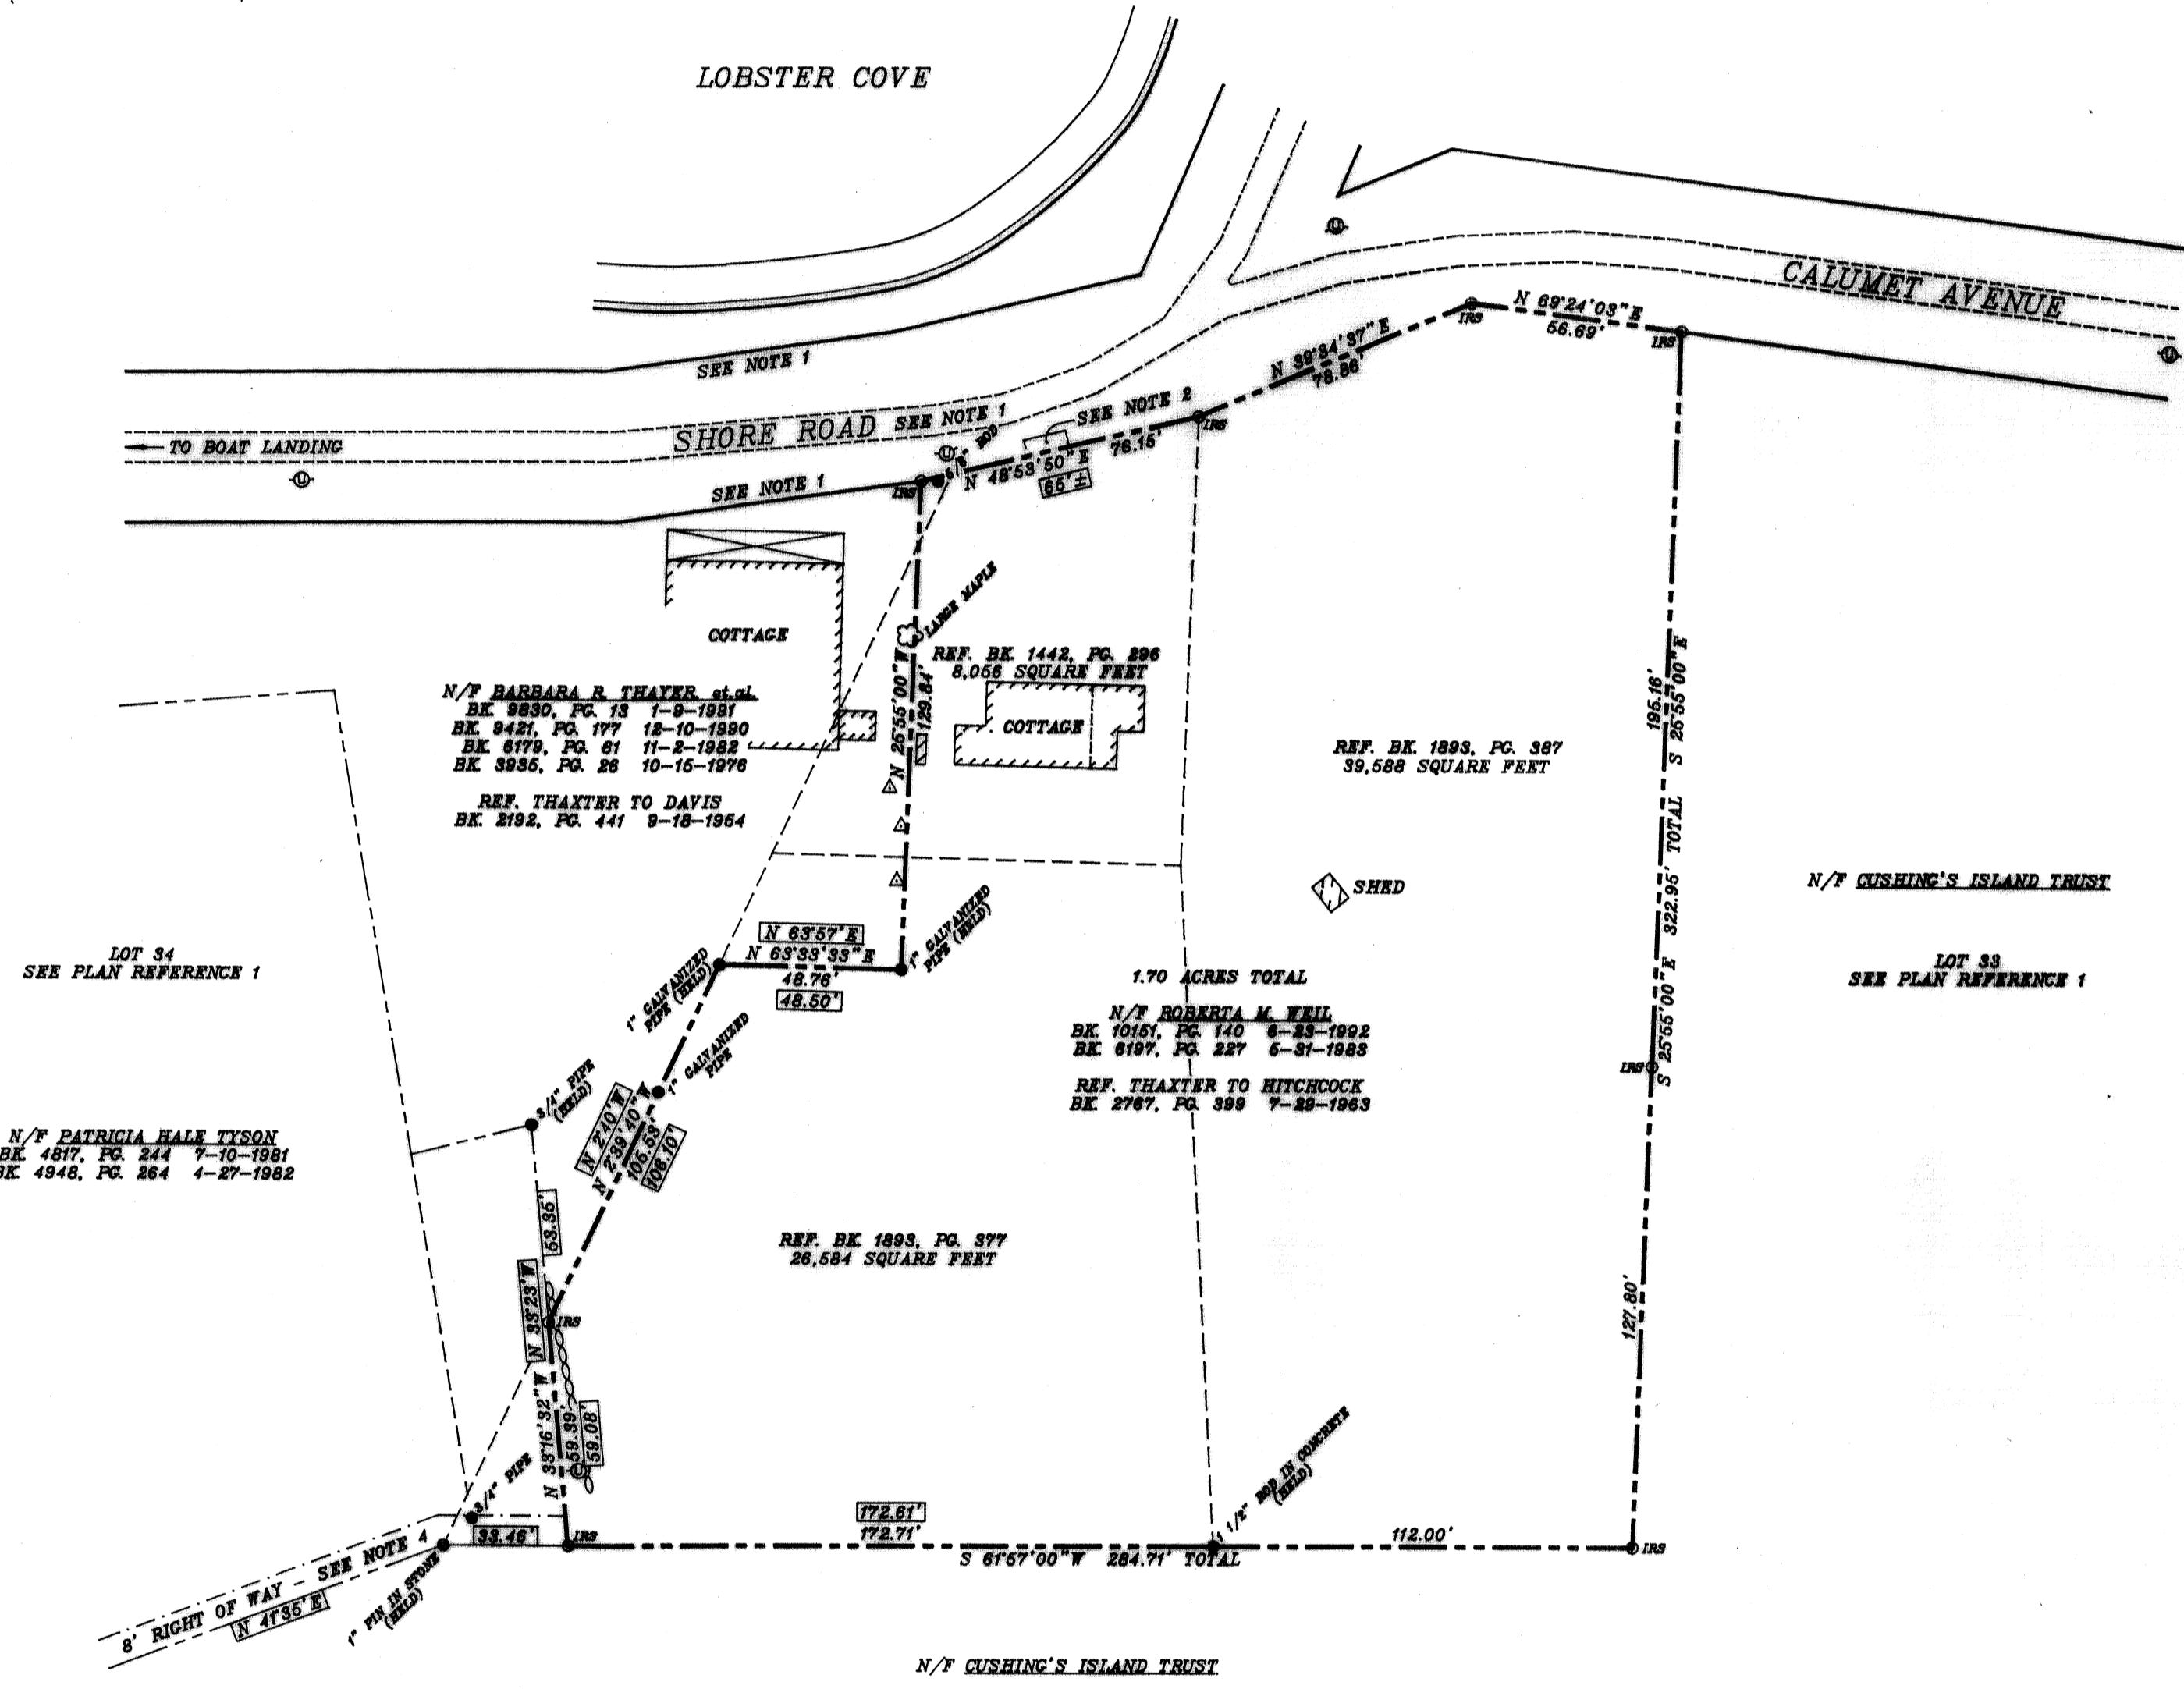 LOBSTER COVE
CALUMET AVENUE
N 69°24'03" E
56.69'
IRS
IRS
N 39°34'37" E
78.86'
SEE NOTE 1
SHORE ROAD
SEE NOTE 1
SEE NOTE 2
TO BOAT LANDING
5/8" ROD
N 48°53'50" E
76.15'
65' ±
IRS
IRS
SEE NOTE 1
LARGE MAPLE
COTTAGE
N 25°55'00" W
129.84'
REF. BK. 1442, PG. 296
8,056 SQUARE FEET
COTTAGE
N/F BARBARA R. THAYER et.al.
BK. 9830, PG. 13 1-9-1991
BK. 9421, PG. 177 12-10-1990
BK. 6179, PG. 61 11-2-1982
BK. 3935, PG. 26 10-15-1976
REF. THAXTER TO DAVIS
BK. 2192, PG. 441 9-18-1954
REF. BK. 1893, PG. 387
39,588 SQUARE FEET
195.16'
S 25°55'00" E
S 25°55'00" E 322.95' TOTAL
SHED
N/F CUSHING'S ISLAND TRUST
LOT 34
SEE PLAN REFERENCE 1
N 63°57' E
N 63°33'33" E
48.76'
48.50'
1" GALVANIZED
PIPE (HELD)
1" GALVANIZED
PIPE (HELD)
1" GALVANIZED
PIPE
1.70 ACRES TOTAL
N/F ROBERTA M. WEIL
BK. 10151, PG. 140 6-23-1992
BK. 6197, PG. 227 5-31-1983
REF. THAXTER TO HITCHCOCK
BK. 2767, PG. 399 7-29-1963
LOT 33
SEE PLAN REFERENCE 1
IRS
3/4" PIPE
(HELD)
N/F PATRICIA HALE TYSON
BK. 4817, PG. 244 7-10-1981
BK. 4948, PG. 264 4-27-1982
N 2°40' W
N 2°39'40" W
105.53'
106.10'
53.35'
N 33°23' W
IRS
REF. BK. 1893, PG. 377
26,584 SQUARE FEET
127.80'
N 33°16'32" W
59.39'
59.08'
3/4" PIPE
33.46'
IRS
172.61'
172.71'
S 61°57'00" W 284.71' TOTAL
1 1/2" ROD IN CONCRETE
(HELD)
112.00'
IRS
8' RIGHT OF WAY - SEE NOTE 4
N 41°35' E
1" PIN IN STONE
(HELD)
N/F CUSHING'S ISLAND TRUST